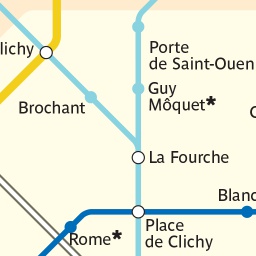 Porte
de Saint-Ouen
lichy
Guy
Môquet*
Brochant
La Fourche
Blanc
Place
de Clichy
Rome*